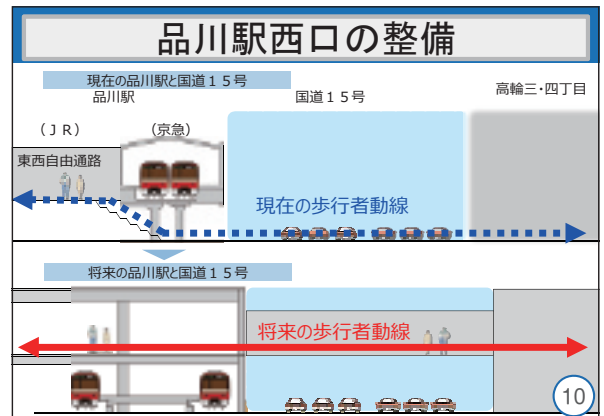 品川駅西口の整備
現在の品川駅と国道１５号
品川駅
国道１５号
高輪三・四丁目
（ＪＲ）
（京急）
東西自由通路
現在の歩行者動線
将来の品川駅と国道１５号
将来の歩行者動線
10